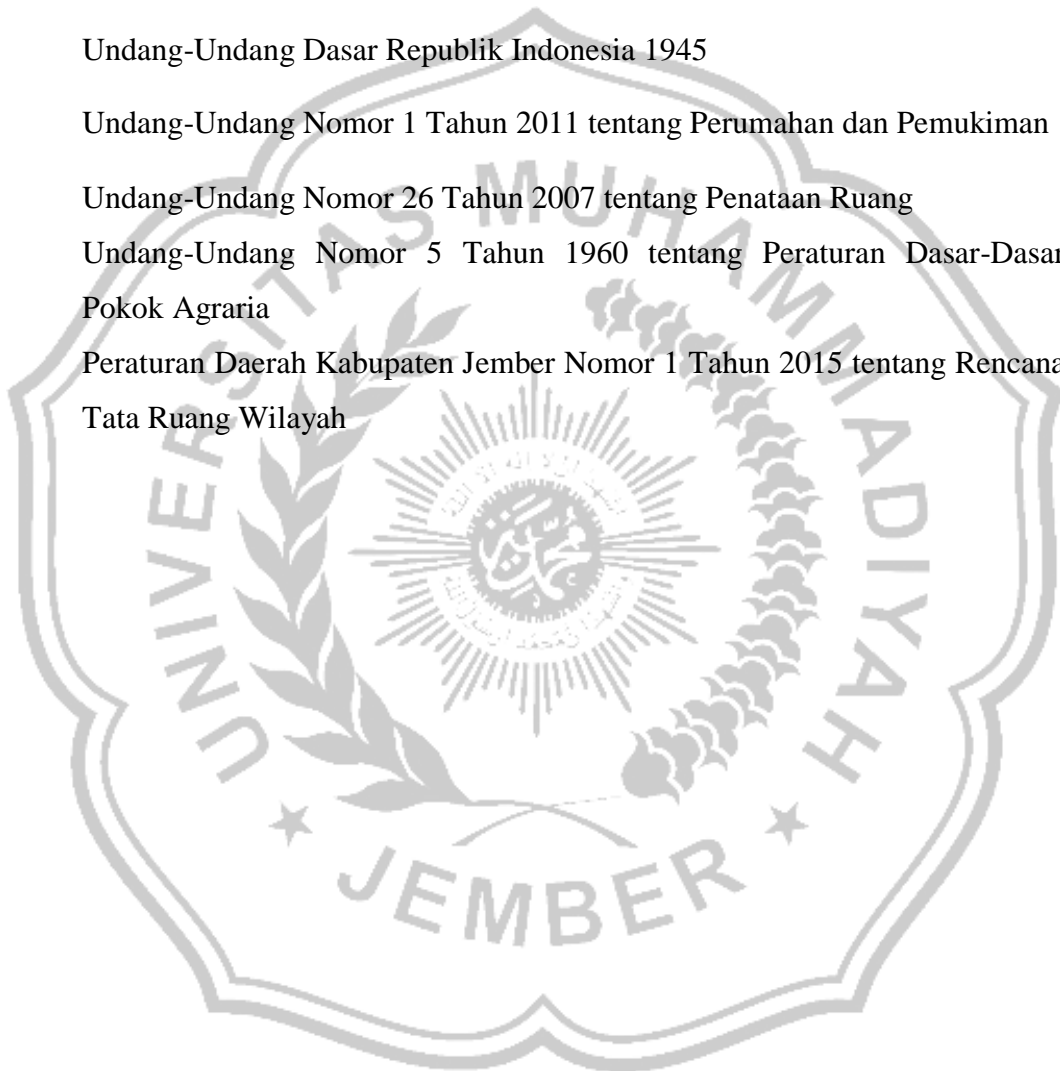 Undang-Undang Dasar Republik Indonesia 1945
Undang-Undang Nomor 1 Tahun 2011 tentang Perumahan dan Pemukiman
Undang-Undang Nomor 26 Tahun 2007 tentang Penataan Ruang
Undang-Undang Nomor 5 Tahun 1960 tentang Peraturan Dasar-Dasar
Pokok Agraria
Peraturan Daerah Kabupaten Jember Nomor 1 Tahun 2015 tentang Rencana
Tata Ruang Wilayah
UNIVERSITAS MUHAMMADIYAH
JEMBER